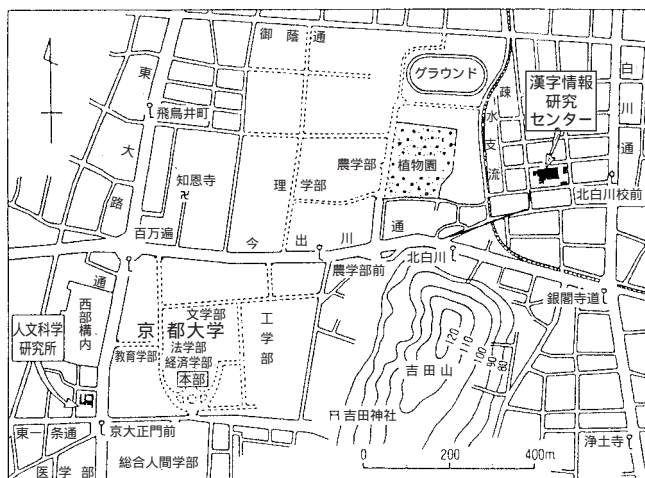 御蔭通
グラウンド
白川通
漢字情報
研究
センター
東大路通
飛鳥井町
疏水支流
農学部
植物園
知恩寺
理学部
北白川校前
百万遍
今出川通
農学部前
北白川
銀閣寺道
西部構内
人文科学
研究所
文学部
京都大学
工学部
法学部
教育学部
経済学部
本部
120
110
100
90
80
吉田山
吉田神社
東一条通
京大正門前
浄土寺
医学部
総合人間学部
0 200 400m